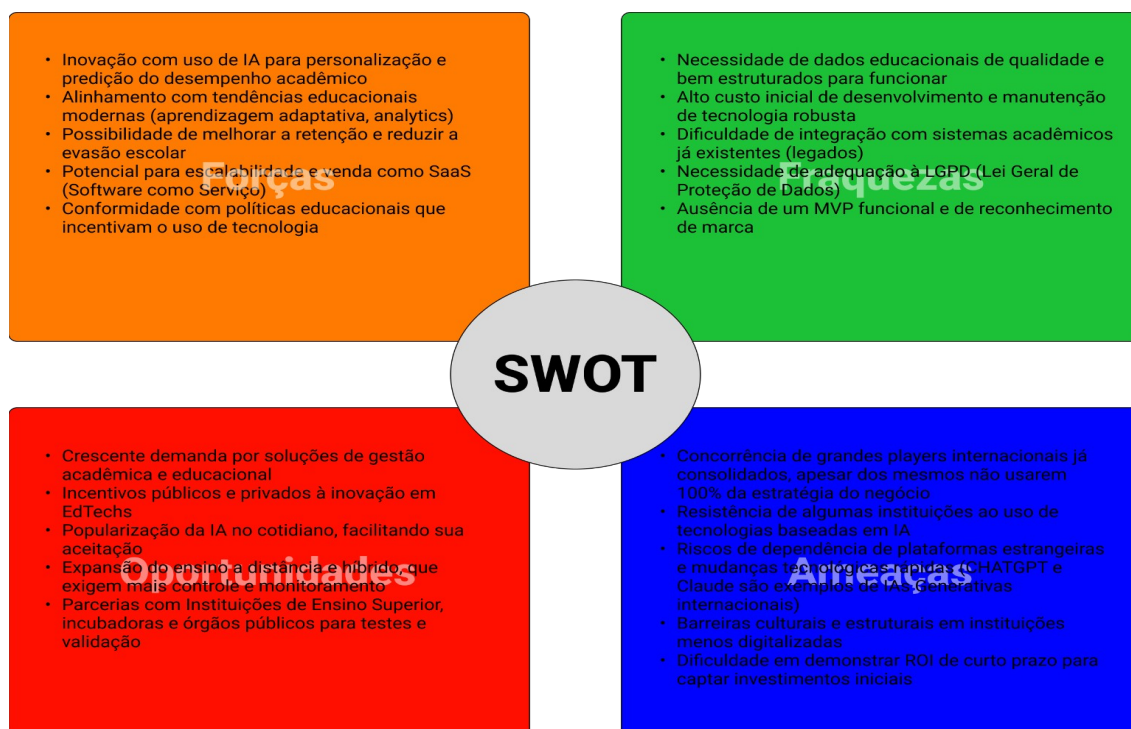 • Inovação com uso de IA para personalização e
predição do desempenho acadêmico
• Alinhamento com tendências educacionais
modernas (aprendizagem adaptativa, analytics)
• Possibilidade de melhorar a retenção e reduzir a
evasão escolar
• Potencial para escalabilidade e venda como SaaS
(Software como Serviço)
• Conformidade com políticas educacionais que
incentivam o uso de tecnologia
Forças
• Necessidade de dados educacionais de qualidade e
bem estruturados para funcionar
• Alto custo inicial de desenvolvimento e manutenção
de tecnologia robusta
• Dificuldade de integração com sistemas acadêmicos
já existentes (legados)
• Necessidade de adequação à LGPD (Lei Geral de
Proteção de Dados)
• Ausência de um MVP funcional e de reconhecimento
de marca
Fraquezas
SWOT
• Crescente demanda por soluções de gestão
acadêmica e educacional
• Incentivos públicos e privados à inovação em
EdTechs
• Popularização da IA no cotidiano, facilitando sua
aceitação
• Expansão do ensino a distância e híbrido, que
exigem mais controle e monitoramento
• Parcerias com Instituições de Ensino Superior,
incubadoras e órgãos públicos para testes e
validação
Oportunidades
• Concorrência de grandes players internacionais já
consolidados, apesar dos mesmos não usarem
100% da estratégia do negócio
• Resistência de algumas instituições ao uso de
tecnologias baseadas em IA
• Riscos de dependência de plataformas estrangeiras
e mudanças tecnológicas rápidas (CHATGPT e
Claude são exemplos de IAs Generativas
internacionais)
• Barreiras culturais e estruturais em instituições
menos digitalizadas
• Dificuldade em demonstrar ROI de curto prazo para
captar investimentos iniciais
Ameaças